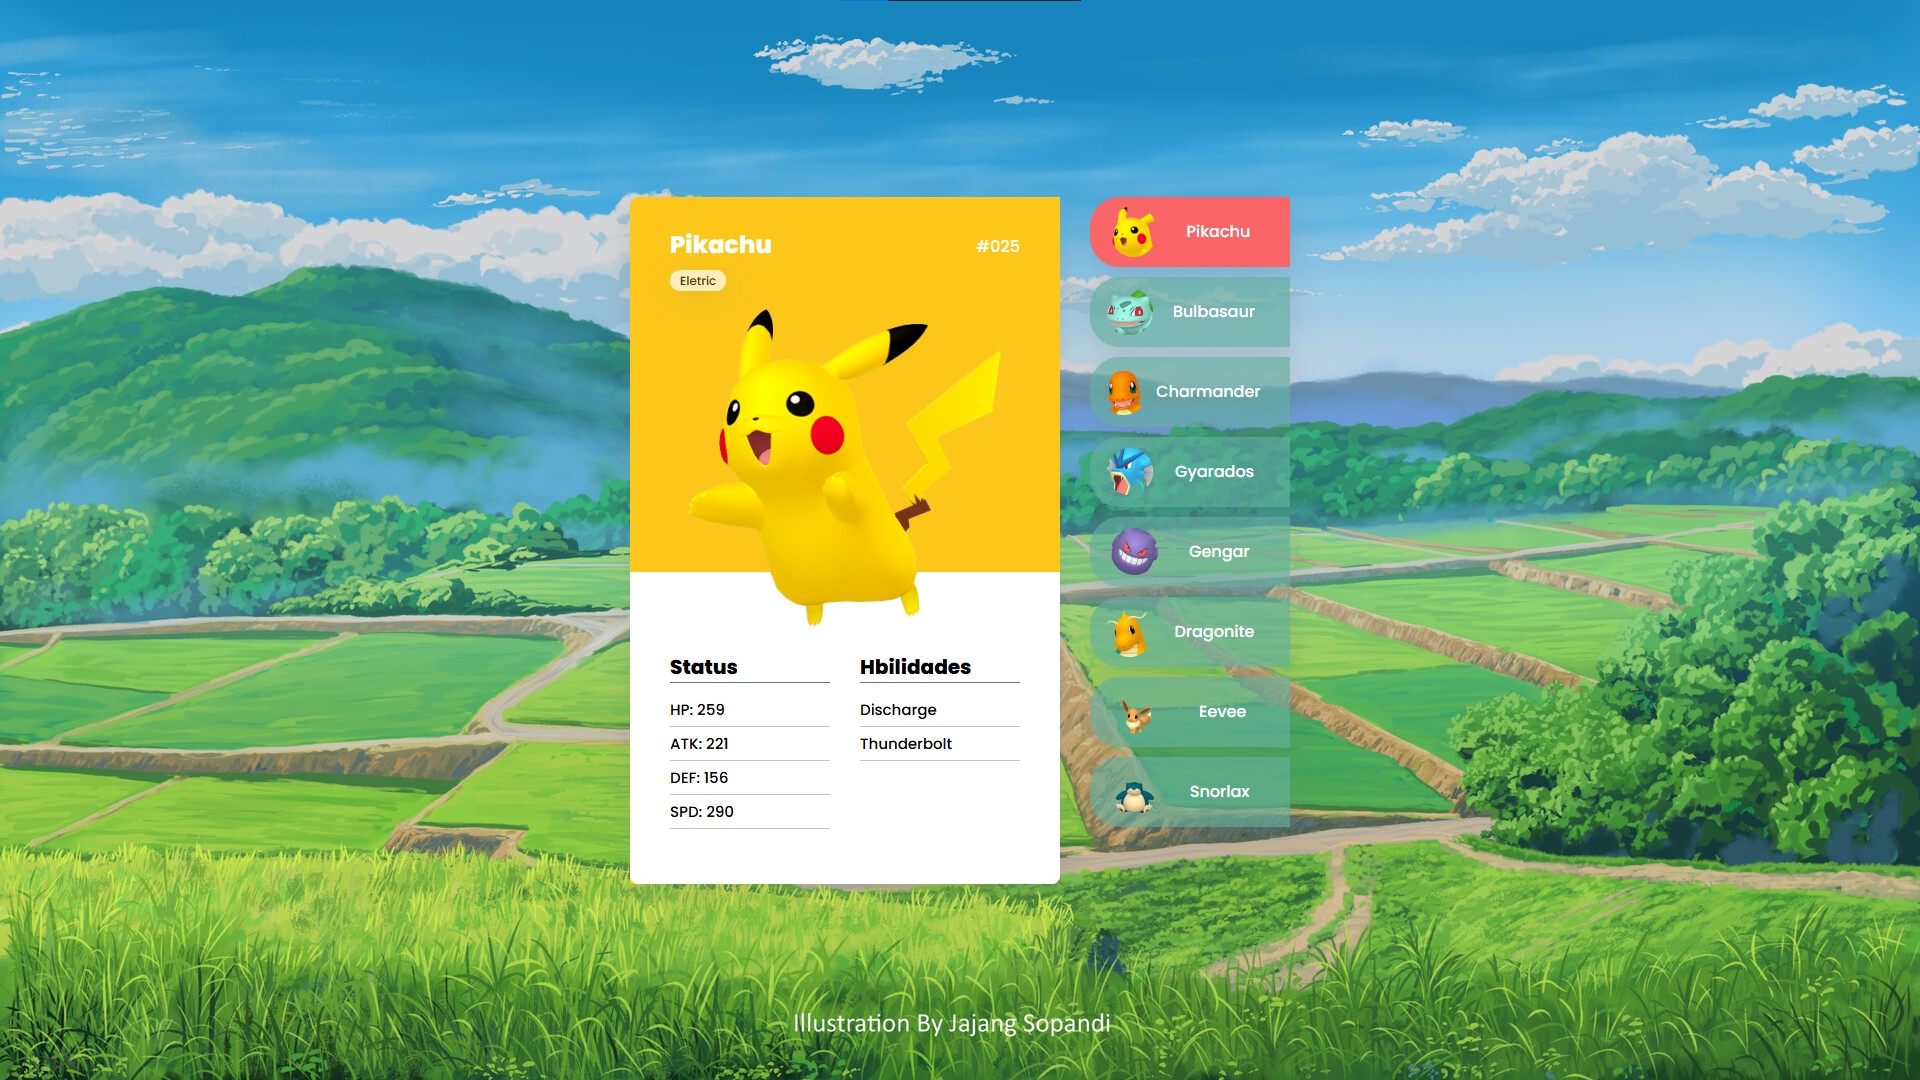 Pikachu
#025
Eletric
Status
HP: 259
ATK: 221
DEF: 156
SPD: 290
Hbilidades
Discharge
Thunderbolt
Pikachu
Bulbasaur
Charmander
Gyarados
Gengar
Dragonite
Eevee
Snorlax
Illustration By Jajang Sopandi